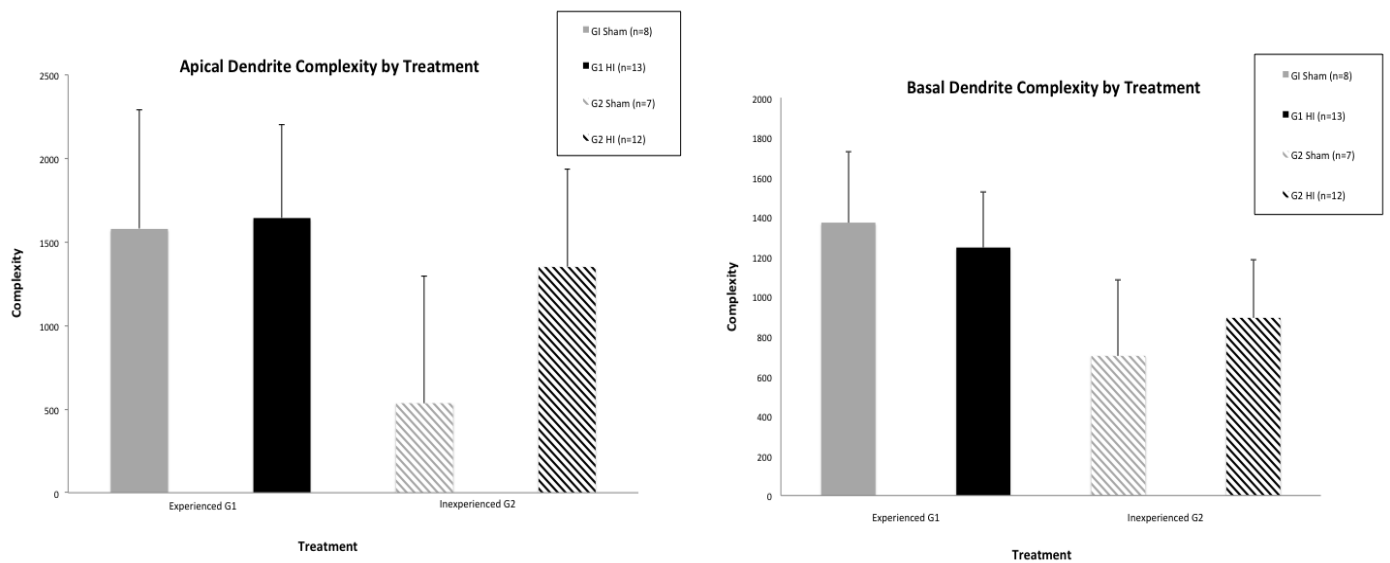 GI Sham (n=8)
G1 HI (n=13)
G2 Sham (n=7)
G2 HI (n=12)
Apical Dendrite Complexity by Treatment
2500
2000
1500
1000
500
0
Complexity
Experienced G1 Inexperienced G2
Treatment
GI Sham (n=8)
G1 HI (n=13)
G2 Sham (n=7)
G2 HI (n=12)
Basal Dendrite Complexity by Treatment
2000
1800
1600
1400
1200
1000
800
600
400
200
0
Complexity
Experienced G1 Inexperienced G2
Treatment